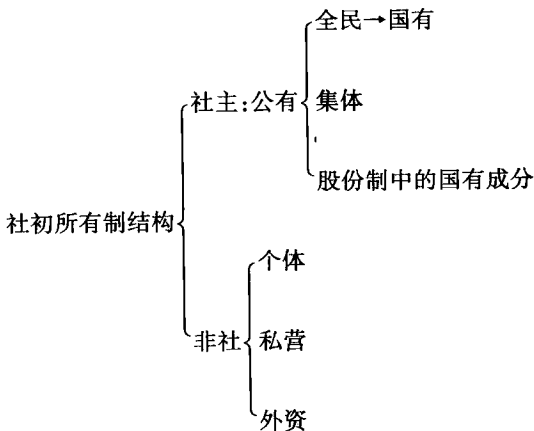 全民→国有
社主:公有
集体
股份制中的国有成分
社初所有制结构
个体
非社
私营
外资